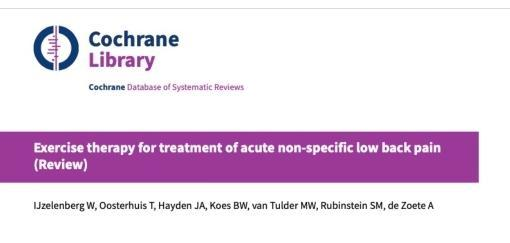 Cochrane
Library
Cochrane Database of Systematic Reviews
Exercise therapy for treatment of acute non-specific low back pain
(Review)
IJzelenberg W, Oosterhuis T, Hayden JA, Koes BW, van Tulder MW, Rubinstein SM, de Zoete A